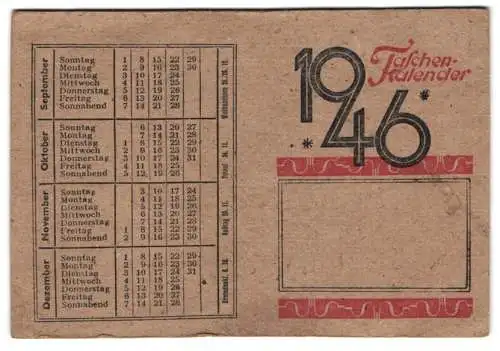 September
Sonntag 1 8 15 22 29
Montag 2 9 16 23 30
Dienstag 3 10 17 24
Mittwoch 4 11 18 25
Donnerstag 5 12 19 26
Freitag 6 13 20 27
Sonnabend 7 14 21 28
Oktober
Sonntag 6 13 20 27
Montag 7 14 21 28
Dienstag 1 8 15 22 29
Mittwoch 2 9 16 23 30
Donnerstag 3 10 17 24 31
Freitag 4 11 18 25
Sonnabend 5 12 19 26
November
Sonntag 3 10 17 24
Montag 4 11 18 25
Dienstag 5 12 19 26
Mittwoch 6 13 20 27
Donnerstag 7 14 21 28
Freitag 1 8 15 22 29
Sonnabend 2 9 16 23 30
Dezember
Sonntag 1 8 15 22 29
Montag 2 9 16 23 30
Dienstag 3 10 17 24 31
Mittwoch 4 11 18 25
Donnerstag 5 12 19 26
Freitag 6 13 20 27
Sonnabend 7 14 21 28
1946
Taschen-
Kalender